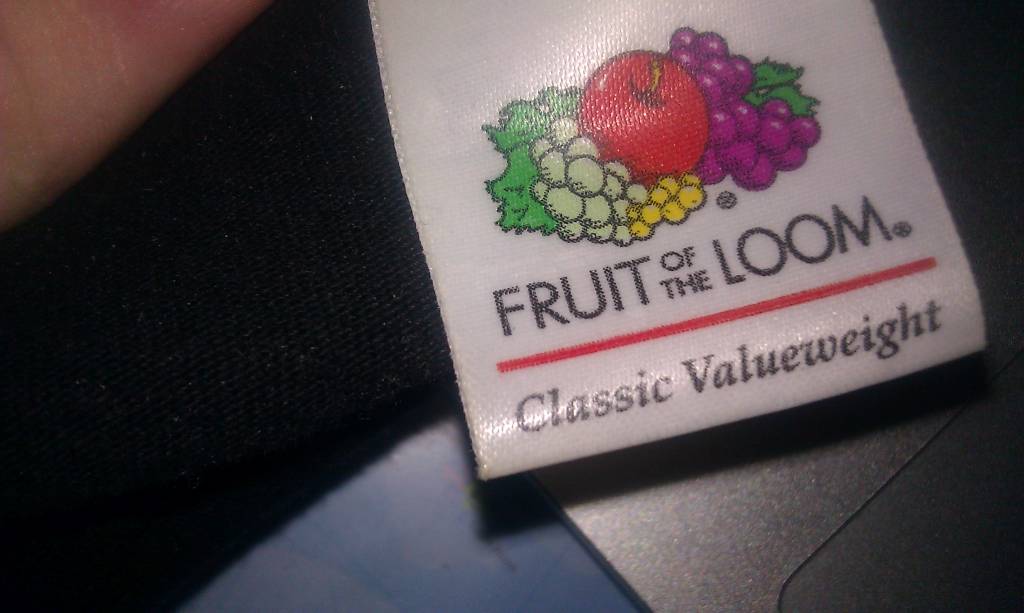 ®
FRUIT OF THE LOOM®
Classic Valueweight